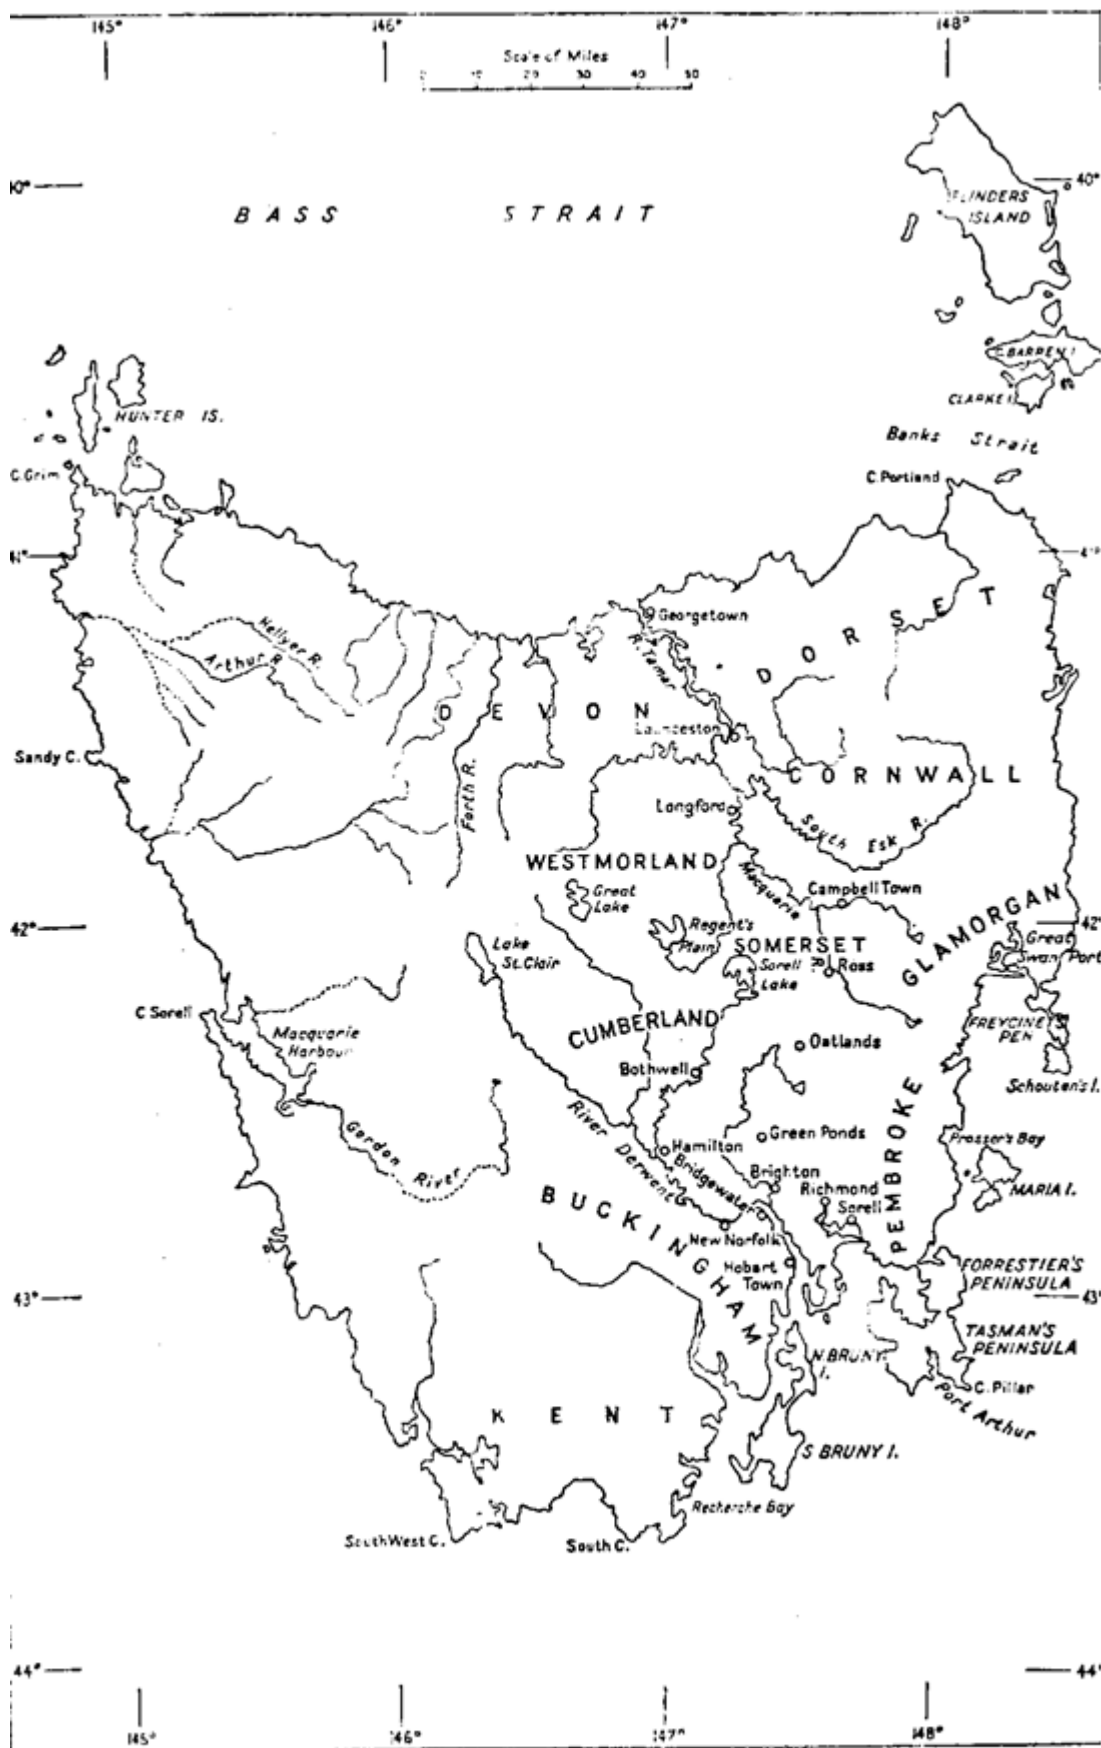 145°
146°
147°
148°
Scale of Miles
0 10 20 30 40 50
40°
BASS STRAIT
FLINDERS
ISLAND
C. BARREN I.
CLARKE I.
HUNTER IS.
Banks Strait
C. Grim
C. Portland
41°
41°
Georgetown
DORSET
R. Tamar
Hellyer R.
Arthur R.
DEVON
Launceston
Sandy C.
CORNWALL
Forth R.
Longford
South Esk R.
WESTMORLAND
Macquarie
R.
Campbell Town
Great
Lake
GLAMORGAN
42°
42°
Regent's
Plain
Lake
St. Clair
SOMERSET
Great
Swan Port
Sorell
Lake
Ross
C Sorell
CUMBERLAND
FREYCINET'S
PEN
Macquarie
Harbour
Oatlands
Bothwell
Schouten's I.
PEMBROKE
Gordon River
River Derwent
Green Ponds
Hamilton
Prosser's Bay
Bridgewater
Brighton
Richmond
MARIA I.
Sorell
BUCKINGHAM
New Norfolk
Hobart
Town
FORRESTIER'S
PENINSULA
43°
43°
TASMAN'S
PENINSULA
N. BRUNY
I.
C. Pillar
Port Arthur
KENT
S BRUNY I.
Recherche Bay
South West C.
South C.
44°
44°
145°
146°
147°
148°